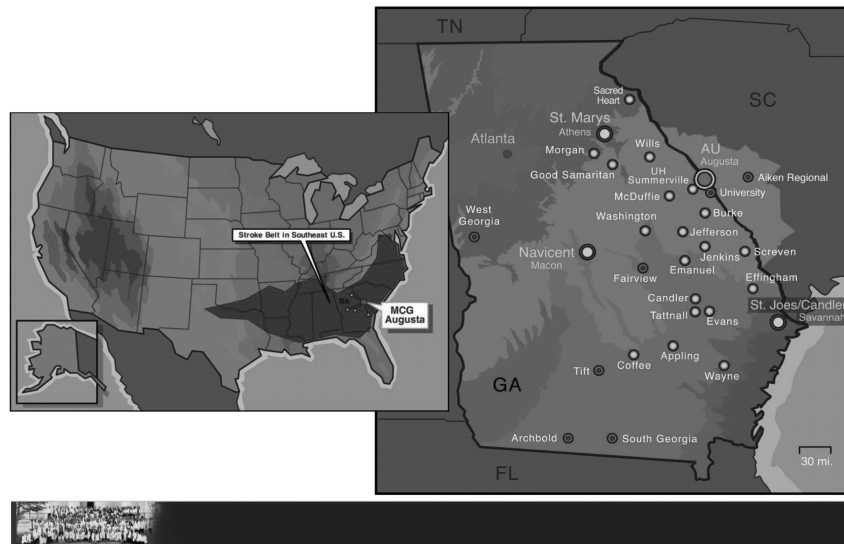 Stroke Belt in Southeast U.S.
GA
MCG
Augusta
TN
SC
Sacred
Heart
St. Marys
Athens
Atlanta
Morgan
Wills
AU
Augusta
Good Samaritan
UH
Summerville
Aiken Regional
University
McDuffie
West
Georgia
Washington
Burke
Jefferson
Navicent
Macon
Jenkins
Screven
Emanuel
Fairview
Effingham
Candler
St. Joes/Candler
Savannah
Tattnall
Evans
Appling
Coffee
Tift
Wayne
GA
Archbold
South Georgia
FL
30 mi.